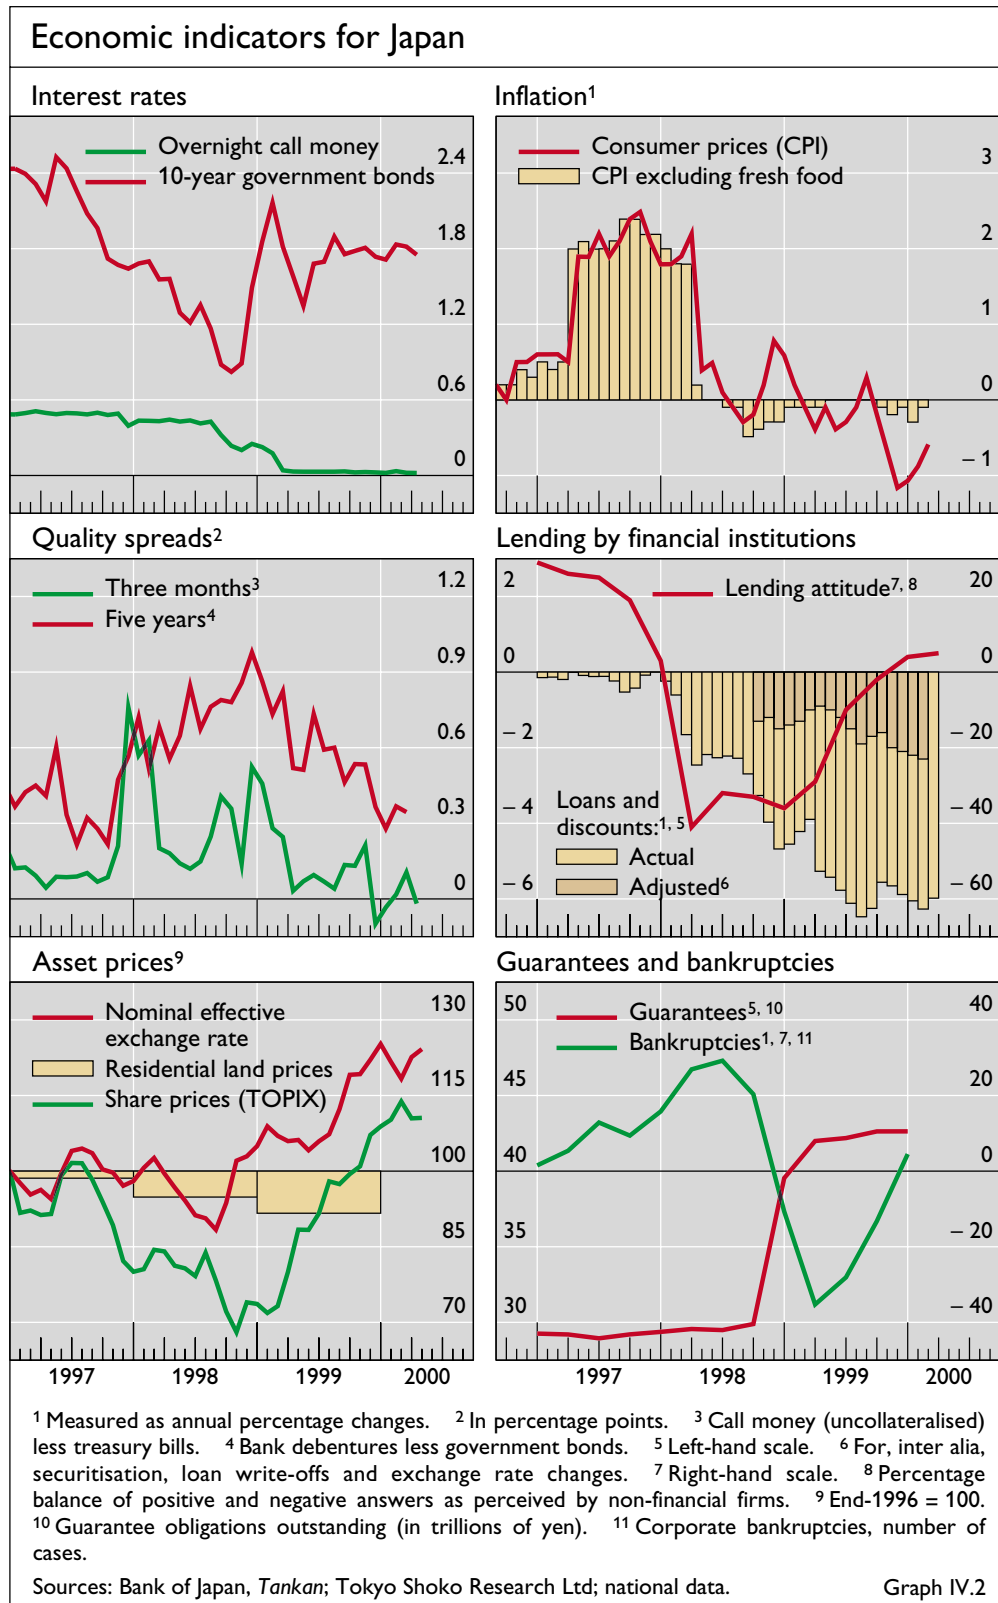 Economic indicators for Japan
Interest rates
Overnight call money
10-year government bonds
2.4
1.8
1.2
0.6
0
Inflation¹
Consumer prices (CPI)
CPI excluding fresh food
3
2
1
0
– 1
Quality spreads²
Three months³
Five years⁴
1.2
0.9
0.6
0.3
0
Lending by financial institutions
Lending attitude⁷, ⁸
2
0
– 2
– 4
– 6
20
0
– 20
– 40
– 60
Loans and
discounts:¹, ⁵
Actual
Adjusted⁶
Asset prices⁹
Nominal effective
exchange rate
Residential land prices
Share prices (TOPIX)
130
115
100
85
70
1997 1998 1999 2000
Guarantees and bankruptcies
Guarantees⁵, ¹⁰
Bankruptcies¹, ⁷, ¹¹
50
45
40
35
30
40
20
0
– 20
– 40
1997 1998 1999 2000
¹ Measured as annual percentage changes. ² In percentage points. ³ Call money (uncollateralised)
less treasury bills. ⁴ Bank debentures less government bonds. ⁵ Left-hand scale. ⁶ For, inter alia,
securitisation, loan write-offs and exchange rate changes. ⁷ Right-hand scale. ⁸ Percentage
balance of positive and negative answers as perceived by non-financial firms. ⁹ End-1996 = 100.
¹⁰ Guarantee obligations outstanding (in trillions of yen). ¹¹ Corporate bankruptcies, number of
cases.
Sources: Bank of Japan, Tankan; Tokyo Shoko Research Ltd; national data. Graph IV.2